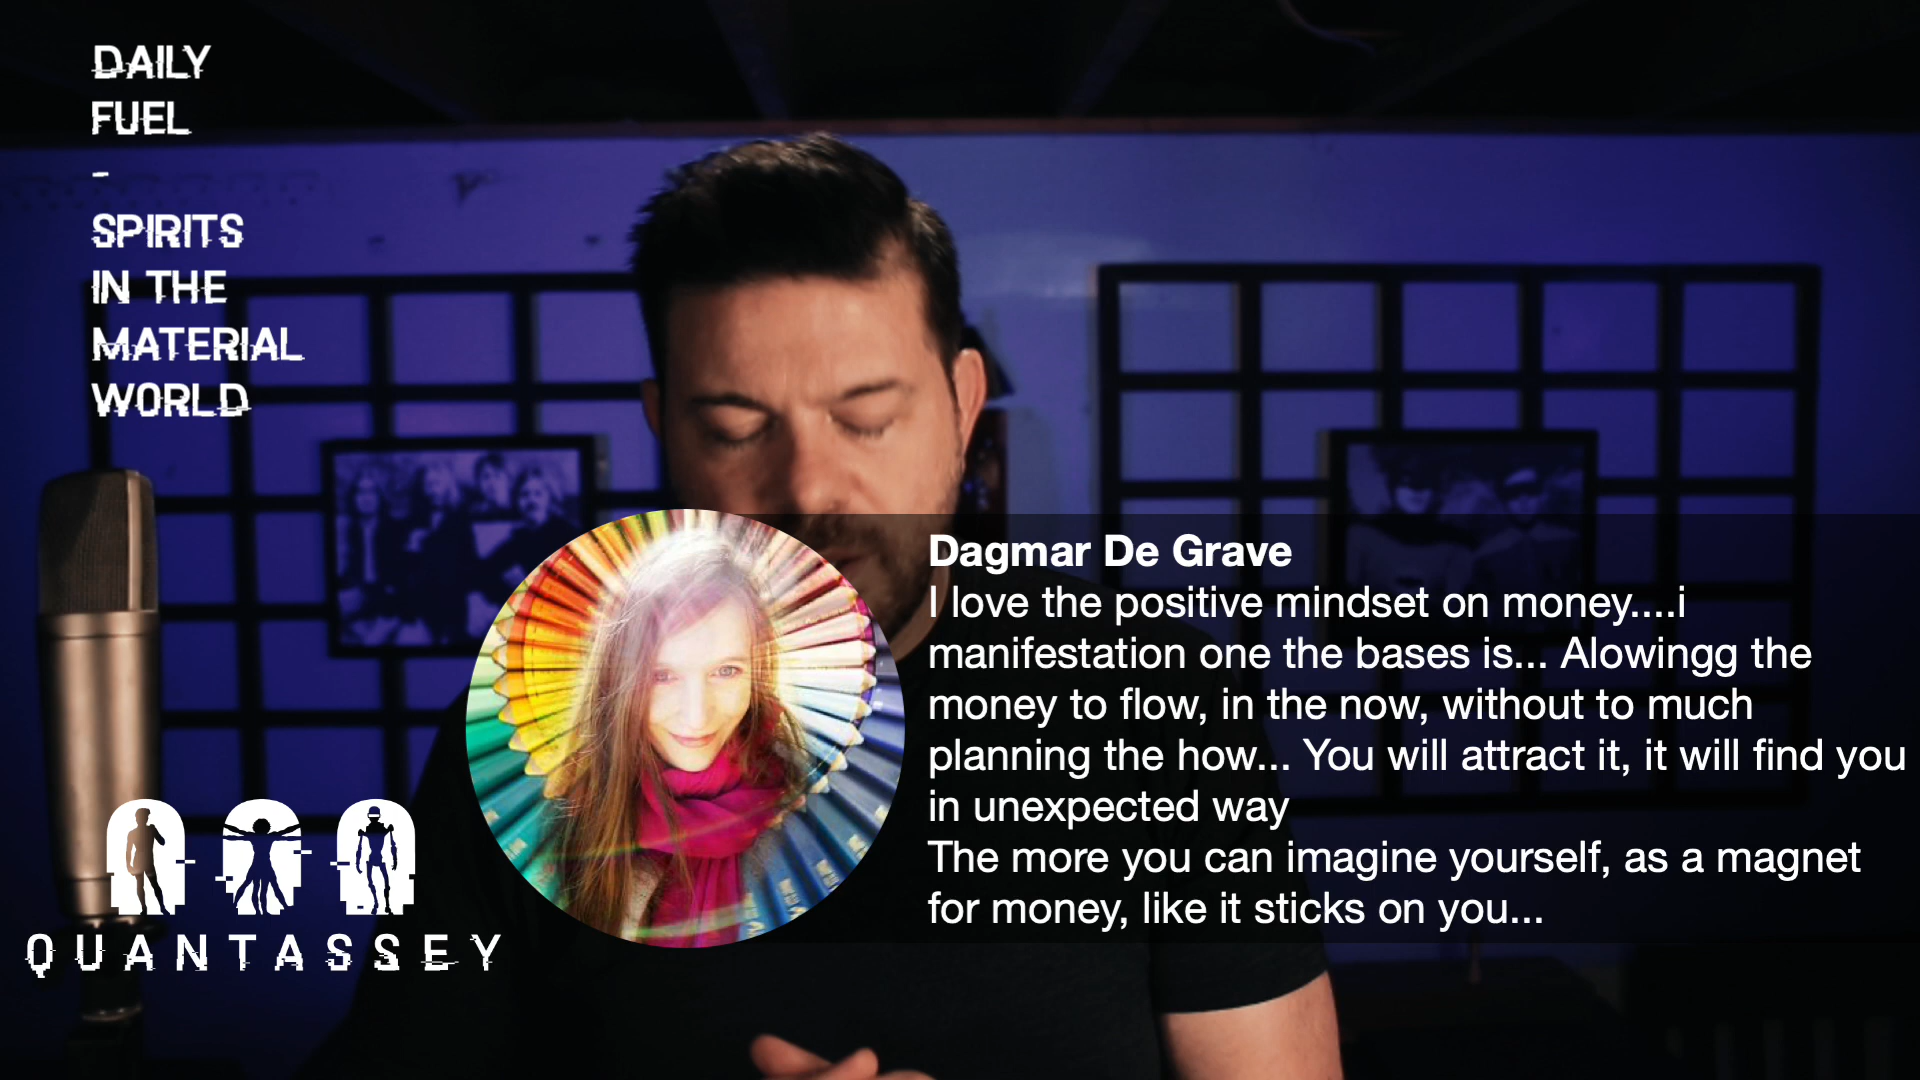 DAILY
FUEL
-
SPIRITS
IN THE
MATERIAL
WORLD
Dagmar De Grave
I love the positive mindset on money....i
manifestation one the bases is... Alowingg the
money to flow, in the now, without to much
planning the how... You will attract it, it will find you
in unexpected way
The more you can imagine yourself, as a magnet
for money, like it sticks on you...
QUANTASSEY